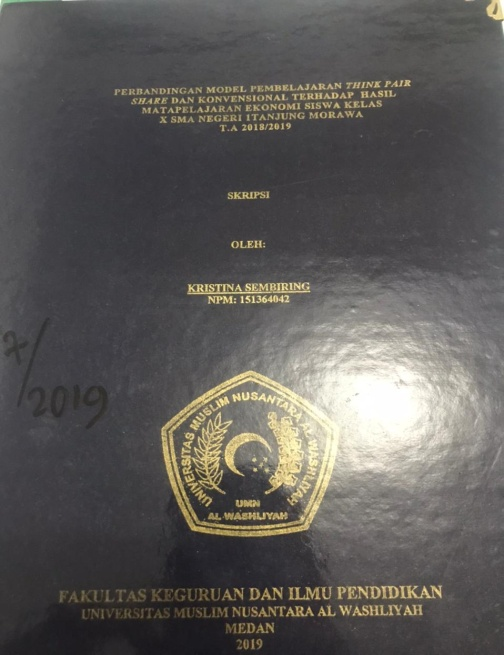 PERBANDINGAN MODEL PEMBELAJARAN THINK PAIR
SHARE DAN KONVENSIONAL TERHADAP HASIL
MATAPELAJARAN EKONOMI SISWA KELAS
X SMA NEGERI 1TANJUNG MORAWA
T.A 2018/2019
SKRIPSI
OLEH:
KRISTINA SEMBIRING
NPM: 151364042
/2019
UNIVERSITAS MUSLIM NUSANTARA AL WASHLIYAH
UMN
AL WASHLIYAH
FAKULTAS KEGURUAN DAN ILMU PENDIDIKAN
UNIVERSITAS MUSLIM NUSANTARA AL WASHLIYAH
MEDAN
2019